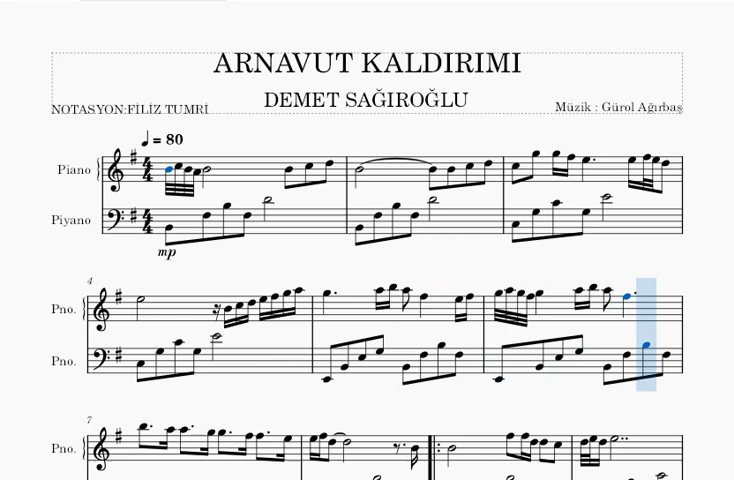 ARNAVUT KALDIRIMI
DEMET SAĞIROĞLU
NOTASYON:FİLİZ TUMRİ
Müzik : Gürol Ağırbaş
= 80
Piano
Piyano
mp
4
Pno.
Pno.
7
Pno.